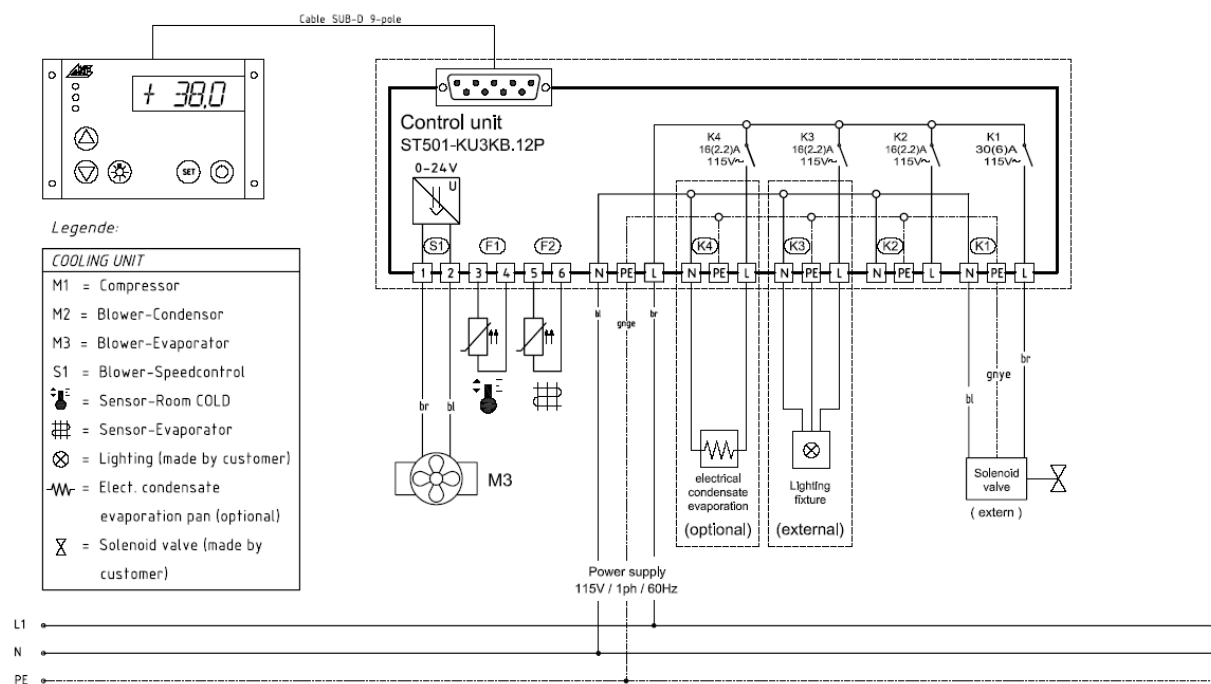 Cable SUB-D 9-pole
+ 38,0
SET
Control unit
ST501-KU3KB.12P
0-24V
U
K4
16(2.2)A
115V~
K3
16(2.2)A
115V~
K2
16(2.2)A
115V~
K1
30(6)A
115V~
S1 F1 F2 K4 K3 K2 K1
1 2 3 4 5 6 N PE L N PE L N PE L N PE L N PE L
bl gnge br
br bl
bl gnye br
M3
electrical
condensate
evaporation
(optional)
Lighting
fixture
(external)
Solenoid
valve
( extern )
Power supply
115V / 1ph / 60Hz
Legende:
COOLING UNIT
M1 = Compressor
M2 = Blower-Condensor
M3 = Blower-Evaporator
S1 = Blower-Speedcontrol
= Sensor-Room COLD
= Sensor-Evaporator
= Lighting (made by customer)
= Elect. condensate
evaporation pan (optional)
= Solenoid valve (made by
customer)
L1
N
PE